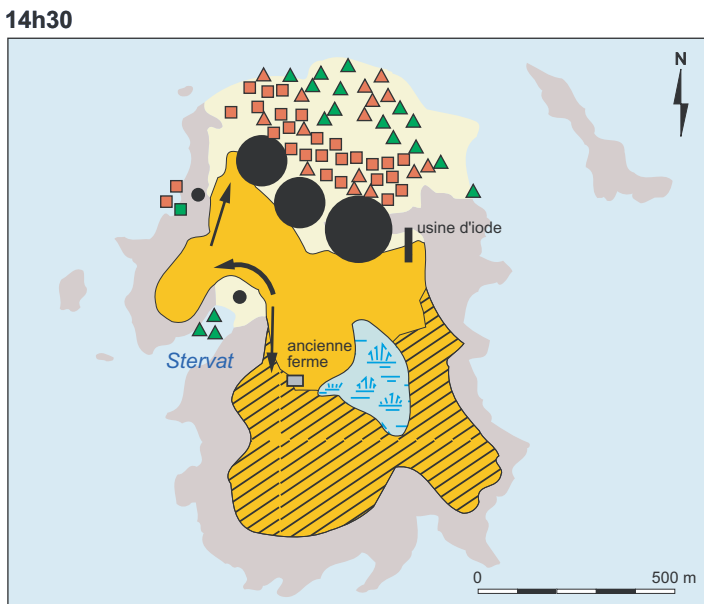 14h30
N
usine d'iode
ancienne
ferme
Stervat
0 500 m